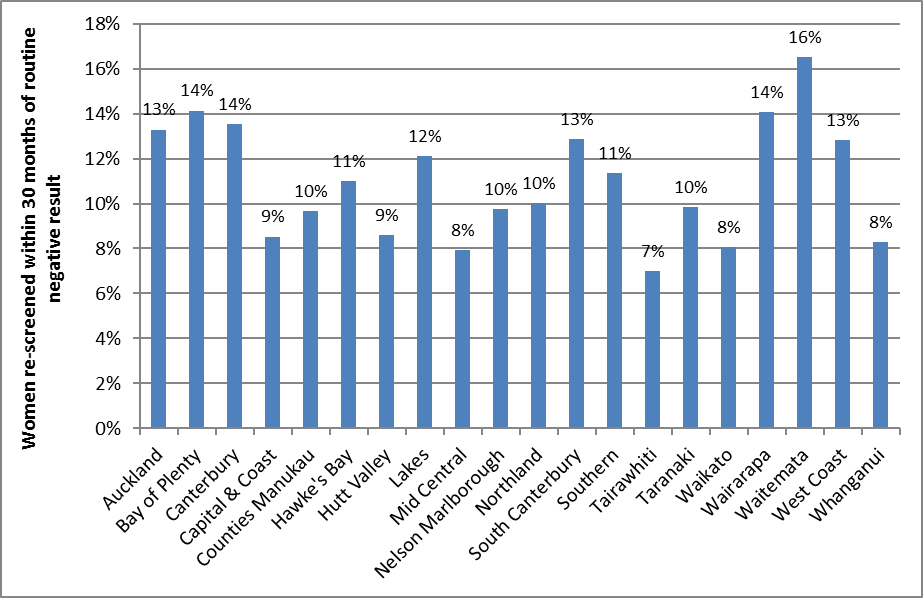 Women re-screened within 30 months of routine
negative result
18%
16%
14%
12%
10%
8%
6%
4%
2%
0%
13%
14%
14%
9%
10%
11%
9%
12%
8%
10%
10%
13%
11%
7%
10%
8%
14%
16%
13%
8%
Auckland
Bay of Plenty
Canterbury
Capital & Coast
Counties Manukau
Hawke's Bay
Hutt Valley
Lakes
Mid Central
Nelson Marlborough
Northland
South Canterbury
Southern
Tairawhiti
Taranaki
Waikato
Wairarapa
Waitemata
West Coast
Whanganui